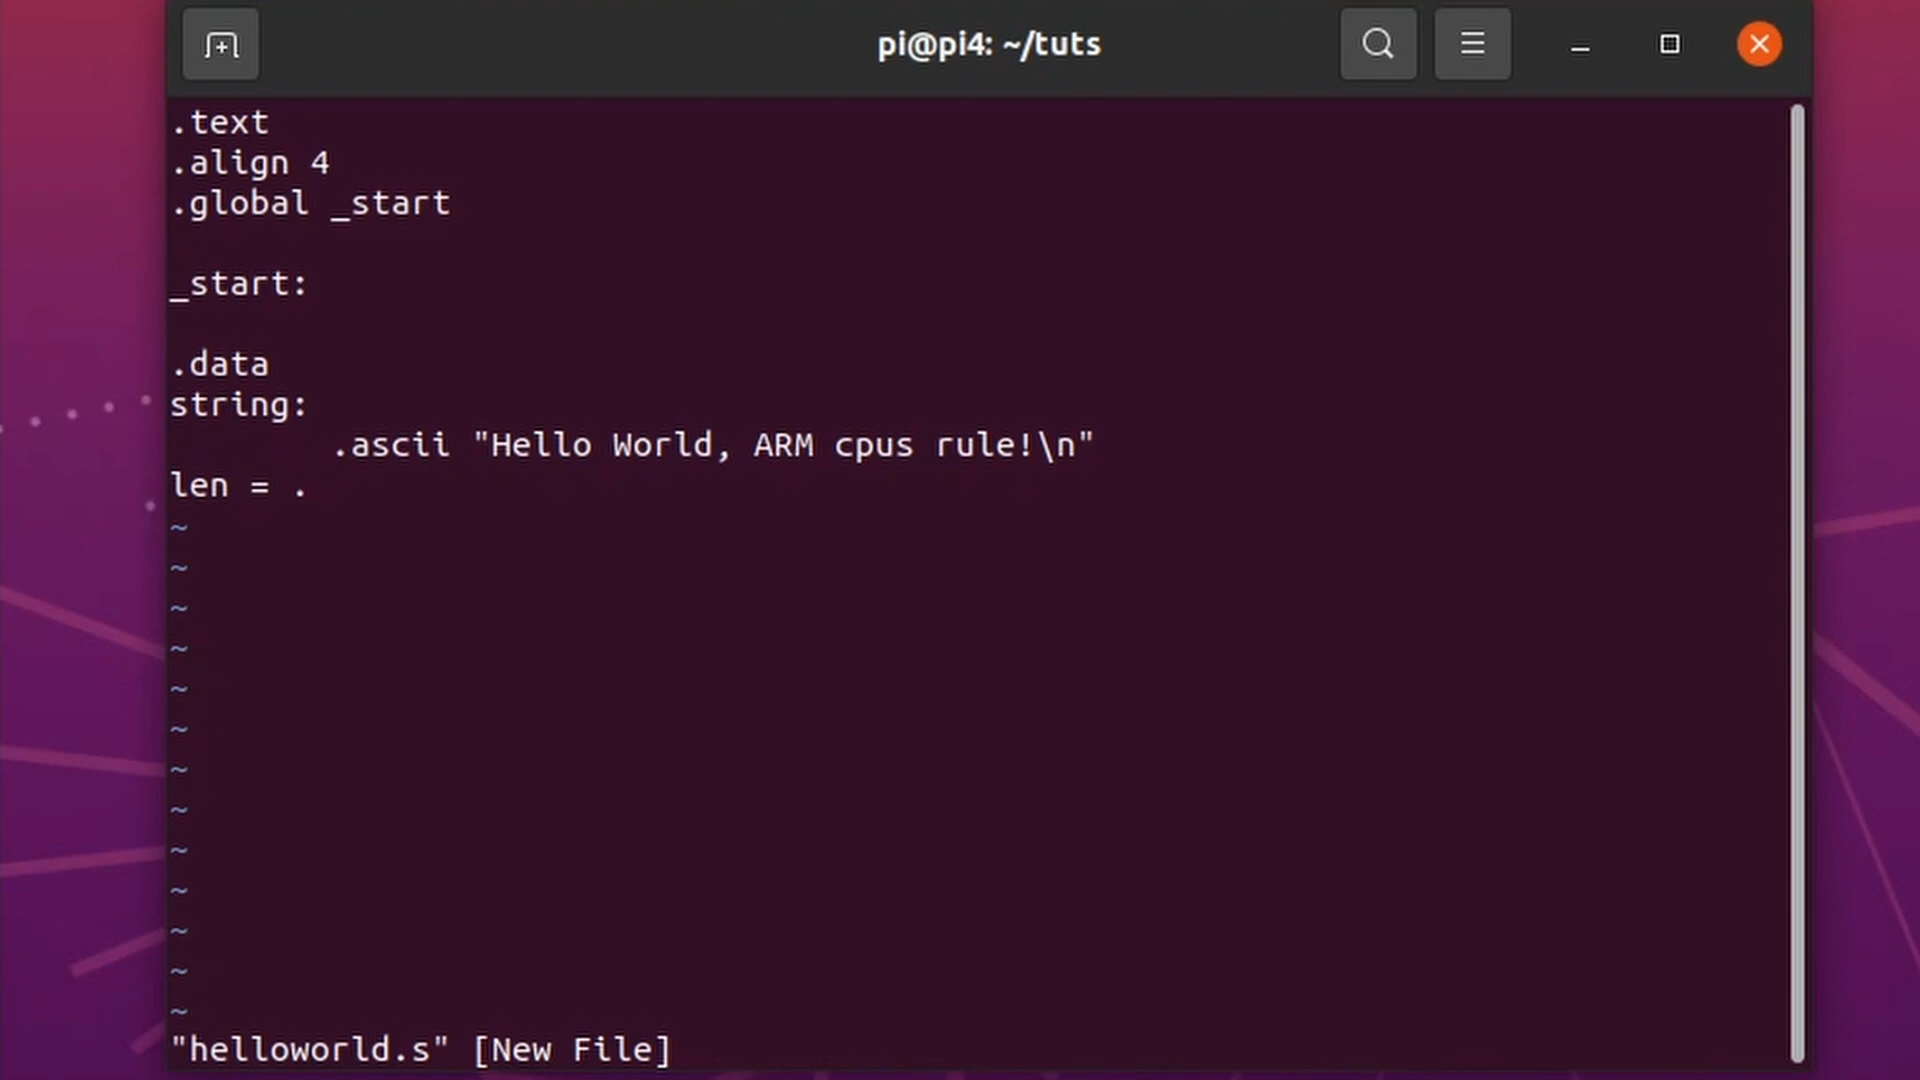 pi@pi4: ~/tuts
.text
.align 4
.global _start
_start:
.data
string:
.ascii "Hello World, ARM cpus rule!\n"
len = .
~
~
~
~
~
~
~
~
~
~
~
~
~
"helloworld.s" [New File]